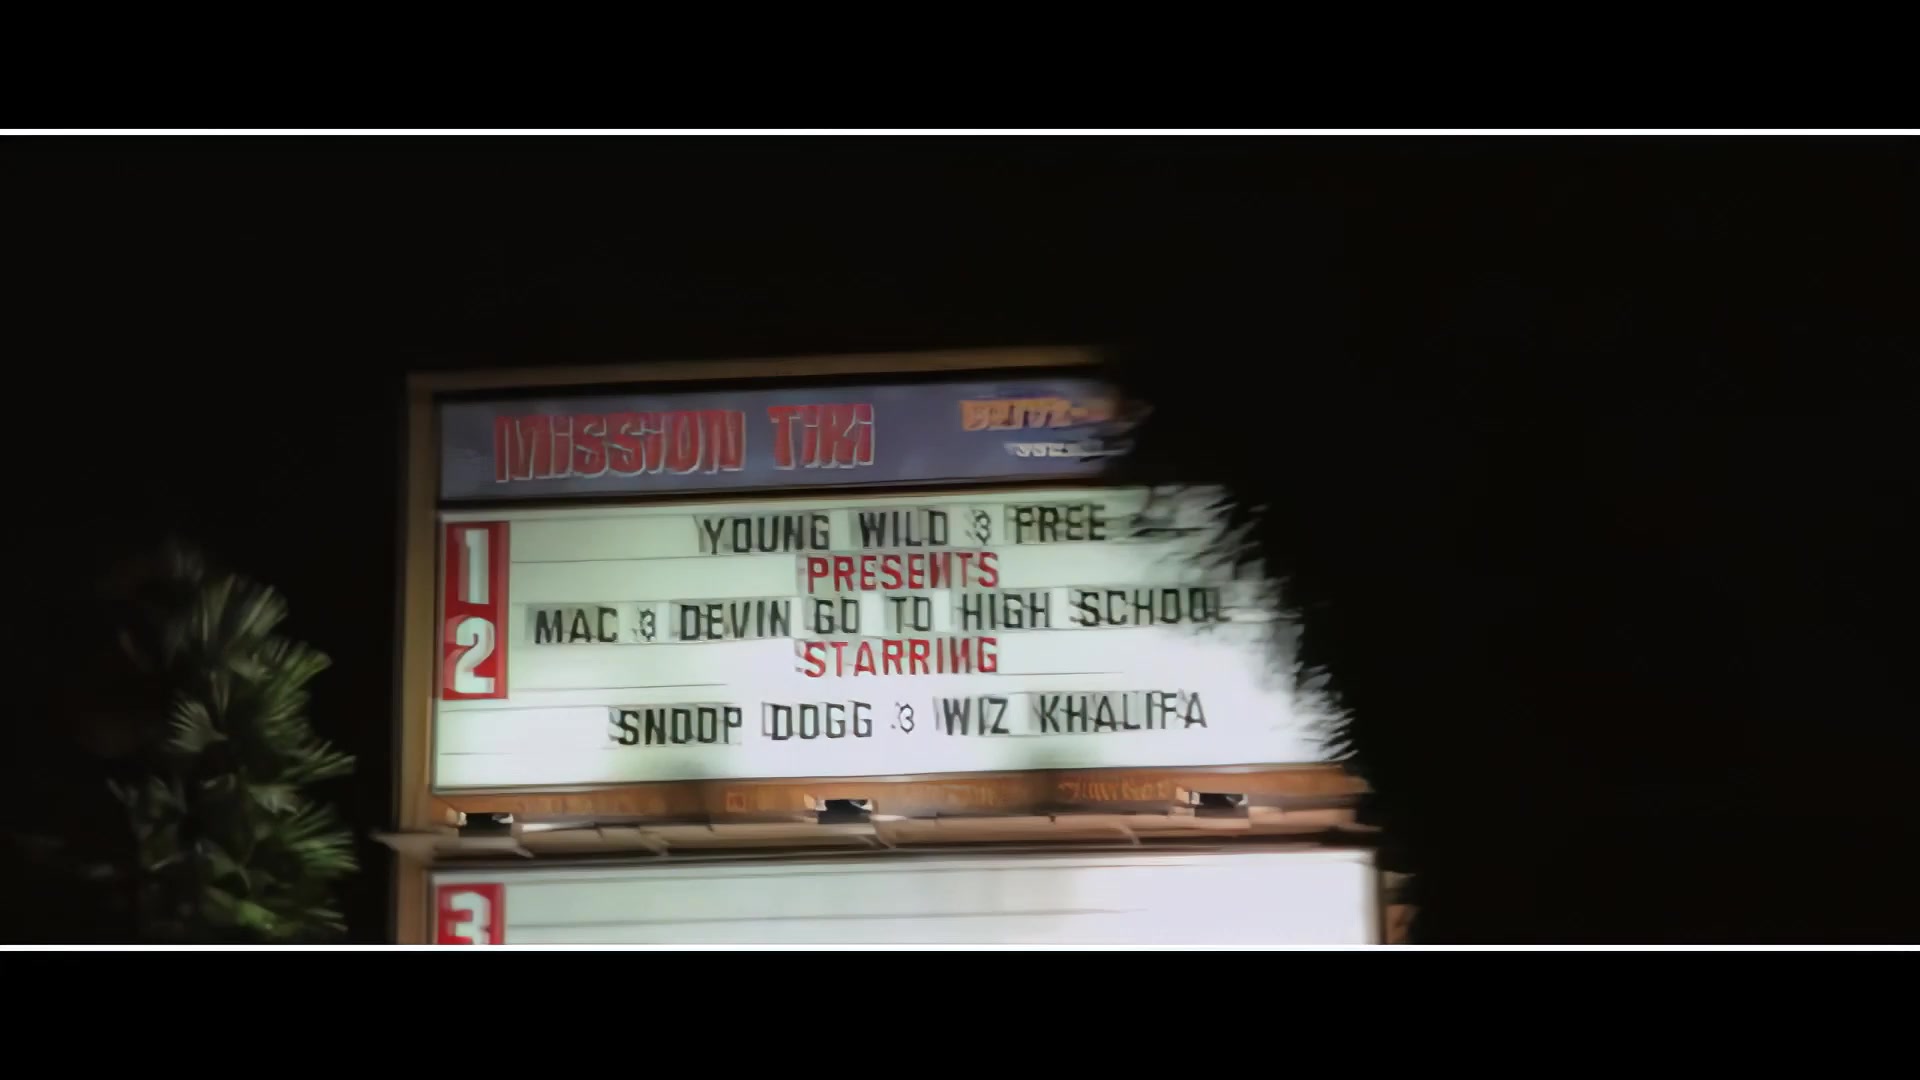 MISSION TIKI
1 YOUNG WILD & FREE
PRESENTS
2 MAC & DEVIN GO TO HIGH SCHOOL
STARRING
SNOOP DOGG & WIZ KHALIFA
3